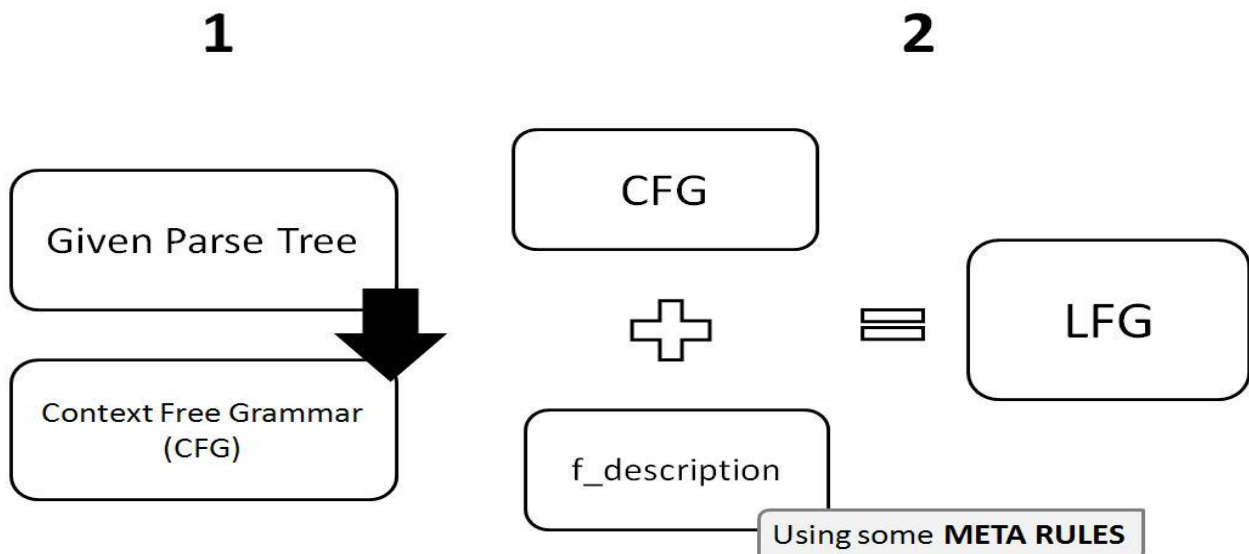 1
2
Given Parse Tree
Context Free Grammar
(CFG)
CFG
f_description
Using some META RULES
LFG